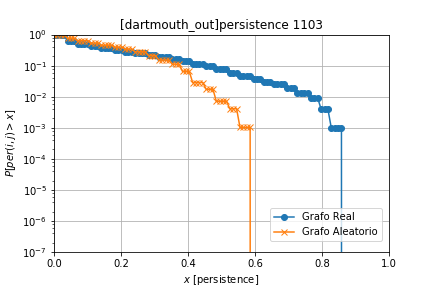 [dartmouth_out]persistence 1103
P[per(i,j) > x]
10^0
10^-1
10^-2
10^-3
10^-4
10^-5
10^-6
10^-7
Grafo Real
Grafo Aleatorio
0.0 0.2 0.4 0.6 0.8 1.0
x [persistence]